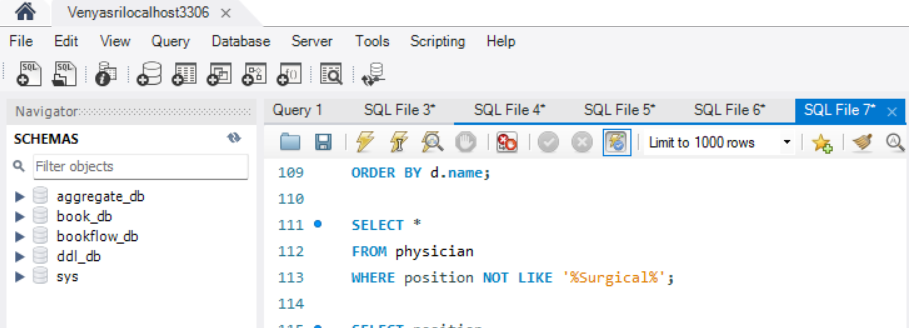 Venyasrilocalhost3306 ×
File Edit View Query Database Server Tools Scripting Help
SQL SQL
Navigator
SCHEMAS
Filter objects
aggregate_db
book_db
bookflow_db
ddl_db
sys
Query 1 SQL File 3* SQL File 4* SQL File 5* SQL File 6* SQL File 7* ×
Limit to 1000 rows
109 ORDER BY d.name;
110
111 SELECT *
112 FROM physician
113 WHERE position NOT LIKE '%Surgical%';
114
115 SELECT position